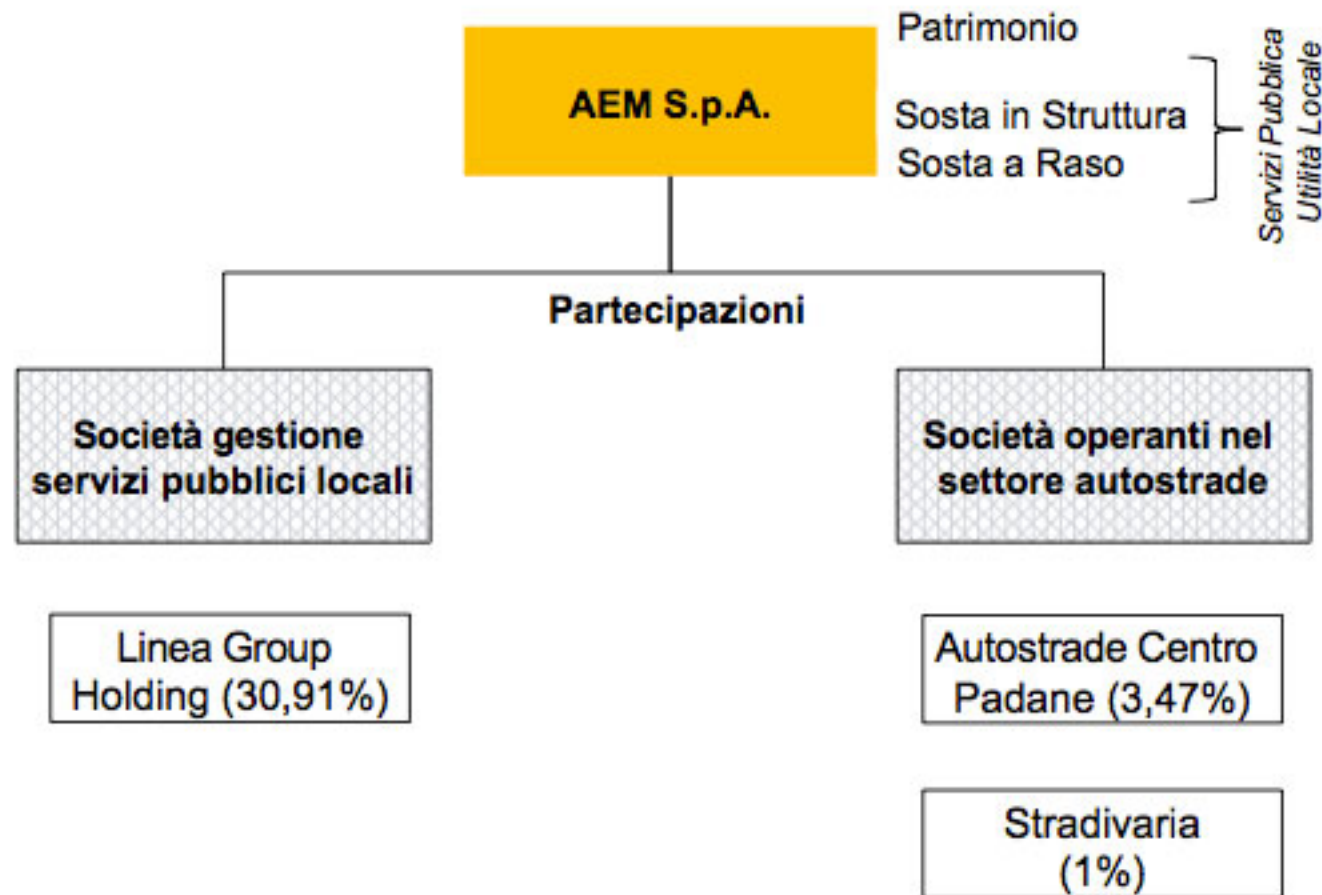 Patrimonio
AEM S.p.A.
Sosta in Struttura
Sosta a Raso
Servizi Pubblica
Utilità Locale
Partecipazioni
Società gestione
servizi pubblici locali
Società operanti nel
settore autostrade
Linea Group
Holding (30,91%)
Autostrade Centro
Padane (3,47%)
Stradivaria
(1%)